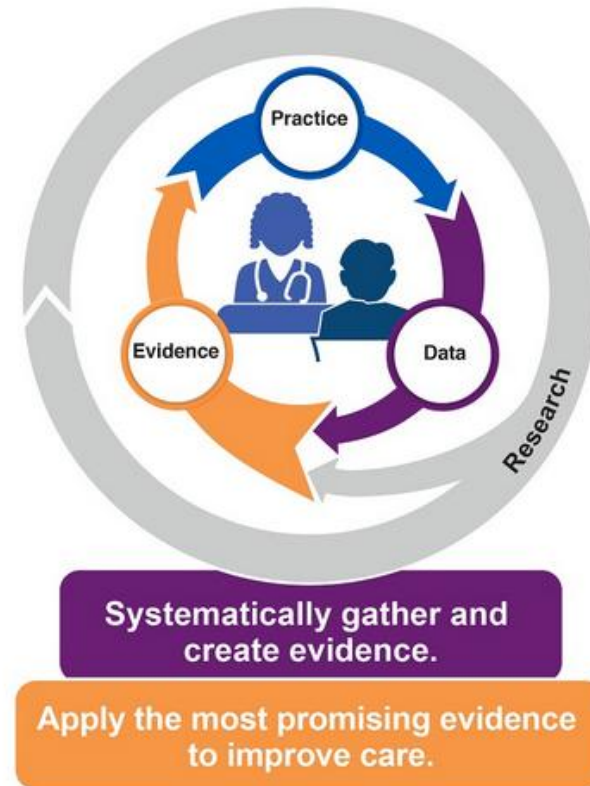 Practice
Evidence
Data
Research
Systematically gather and
create evidence.
Apply the most promising evidence
to improve care.